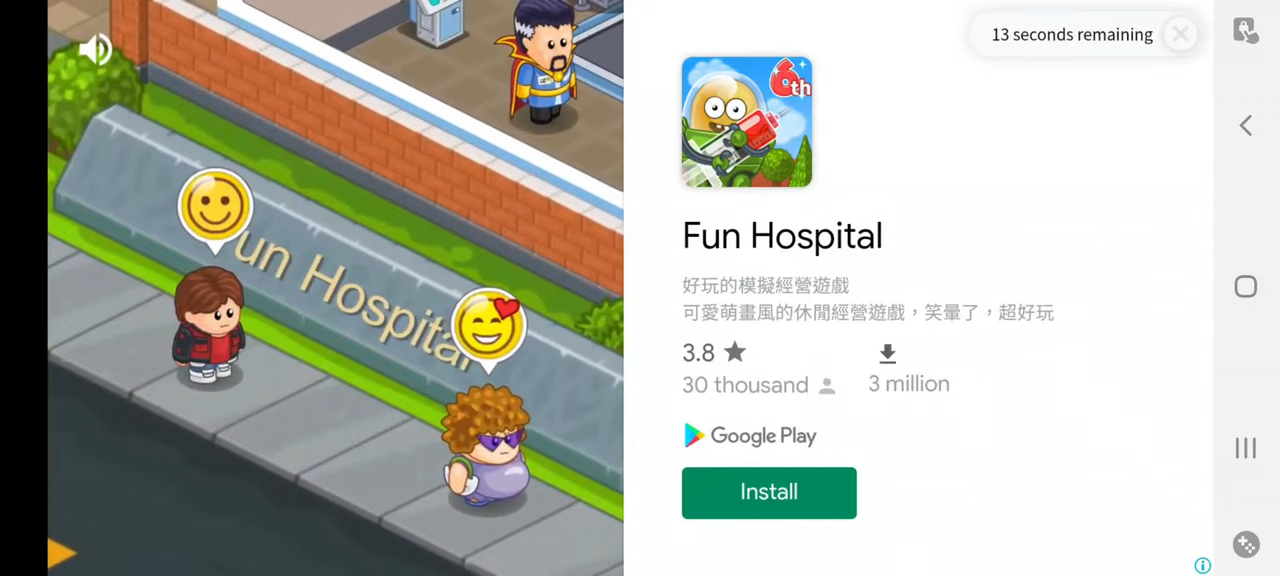 13 seconds remaining
6th
un Hospital
Fun Hospital
好玩的模擬經營遊戲
可愛萌畫風的休閒經營遊戲，笑暈了，超好玩
3.8
30 thousand
3 million
Google Play
Install